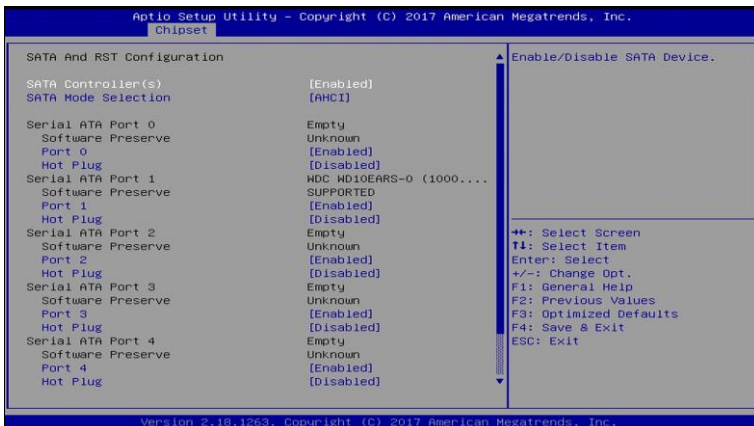 Aptio Setup Utility – Copyright (C) 2017 American Megatrends, Inc.
Chipset
SATA And RST Configuration
SATA Controller(s) [Enabled]
SATA Mode Selection [AHCI]
Serial ATA Port 0 Empty
Software Preserve Unknown
Port 0 [Enabled]
Hot Plug [Disabled]
Serial ATA Port 1 WDC WD10EARS-0 (1000....
Software Preserve SUPPORTED
Port 1 [Enabled]
Hot Plug [Disabled]
Serial ATA Port 2 Empty
Software Preserve Unknown
Port 2 [Enabled]
Hot Plug [Disabled]
Serial ATA Port 3 Empty
Software Preserve Unknown
Port 3 [Enabled]
Hot Plug [Disabled]
Serial ATA Port 4 Empty
Software Preserve Unknown
Port 4 [Enabled]
Hot Plug [Disabled]
Enable/Disable SATA Device.
→←: Select Screen
↑↓: Select Item
Enter: Select
+/-: Change Opt.
F1: General Help
F2: Previous Values
F3: Optimized Defaults
F4: Save & Exit
ESC: Exit
Version 2.18.1263. Copyright (C) 2017 American Megatrends, Inc.